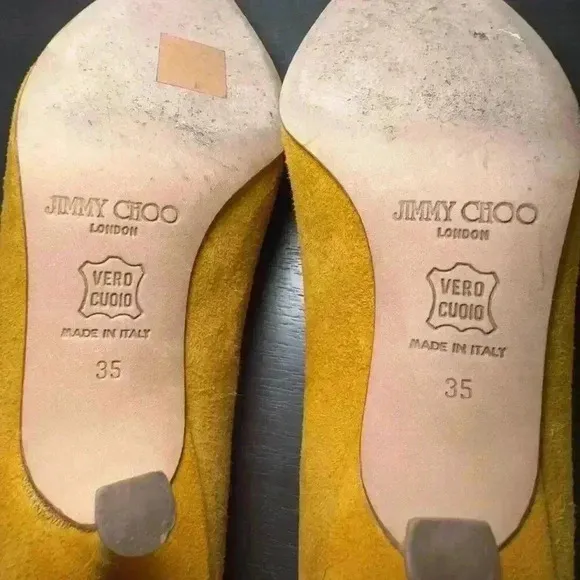 JIMMY CHOO
LONDON
VERO
CUOIO
MADE IN ITALY
35
JIMMY CHOO
LONDON
VERO
CUOIO
MADE IN ITALY
35